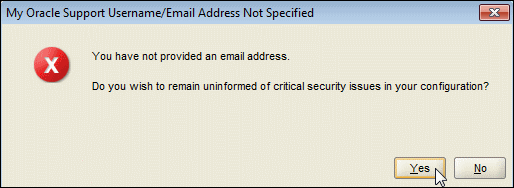 My Oracle Support Username/Email Address Not Specified
You have not provided an email address.
Do you wish to remain uninformed of critical security issues in your configuration?
Yes
No